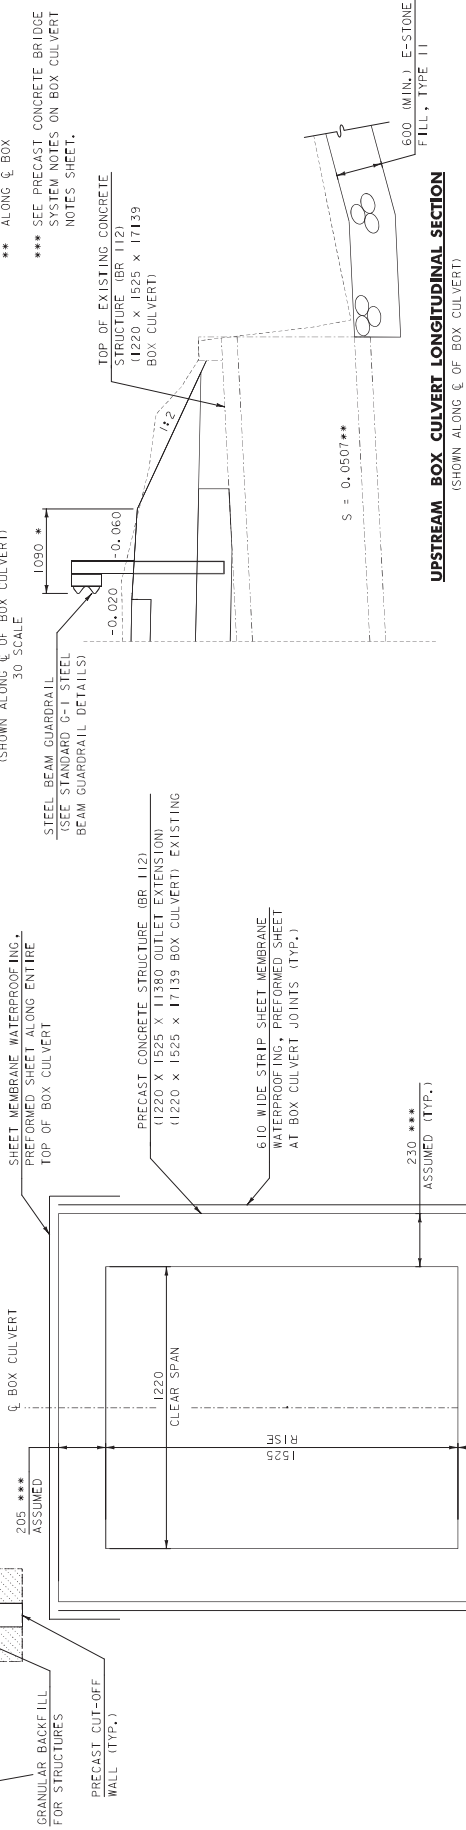 GRANULAR BACKFILL
FOR STRUCTURES
PRECAST CUT-OFF
WALL (TYP.)
205 ***
ASSUMED
℄ BOX CULVERT
1220
CLEAR SPAN
1525
RISE
SHEET MEMBRANE WATERPROOFING,
PREFORMED SHEET ALONG ENTIRE
TOP OF BOX CULVERT
PRECAST CONCRETE STRUCTURE (BR 112)
(1220 X 1525 X 11380 OUTLET EXTENSION)
(1220 x 1525 x 17139 BOX CULVERT) EXISTING
610 WIDE STRIP SHEET MEMBRANE
WATERPROOFING, PREFORMED SHEET
AT BOX CULVERT JOINTS (TYP.)
230 ***
ASSUMED (TYP.)
(SHOWN ALONG ℄ OF BOX CULVERT)
30 SCALE
STEEL BEAM GUARDRAIL
(SEE STANDARD G-1 STEEL
BEAM GUARDRAIL DETAILS)
1090 *
-0.020
-0.060
1:2
TOP OF EXISTING CONCRETE
STRUCTURE (BR 112)
(1220 x 1525 x 17139
BOX CULVERT)
** ALONG ℄ BOX
*** SEE PRECAST CONCRETE BRIDGE
SYSTEM NOTES ON BOX CULVERT
NOTES SHEET.
S = 0.0507**
600 (MIN.) E-STONE
FILL, TYPE II
UPSTREAM BOX CULVERT LONGITUDINAL SECTION
(SHOWN ALONG ℄ OF BOX CULVERT)